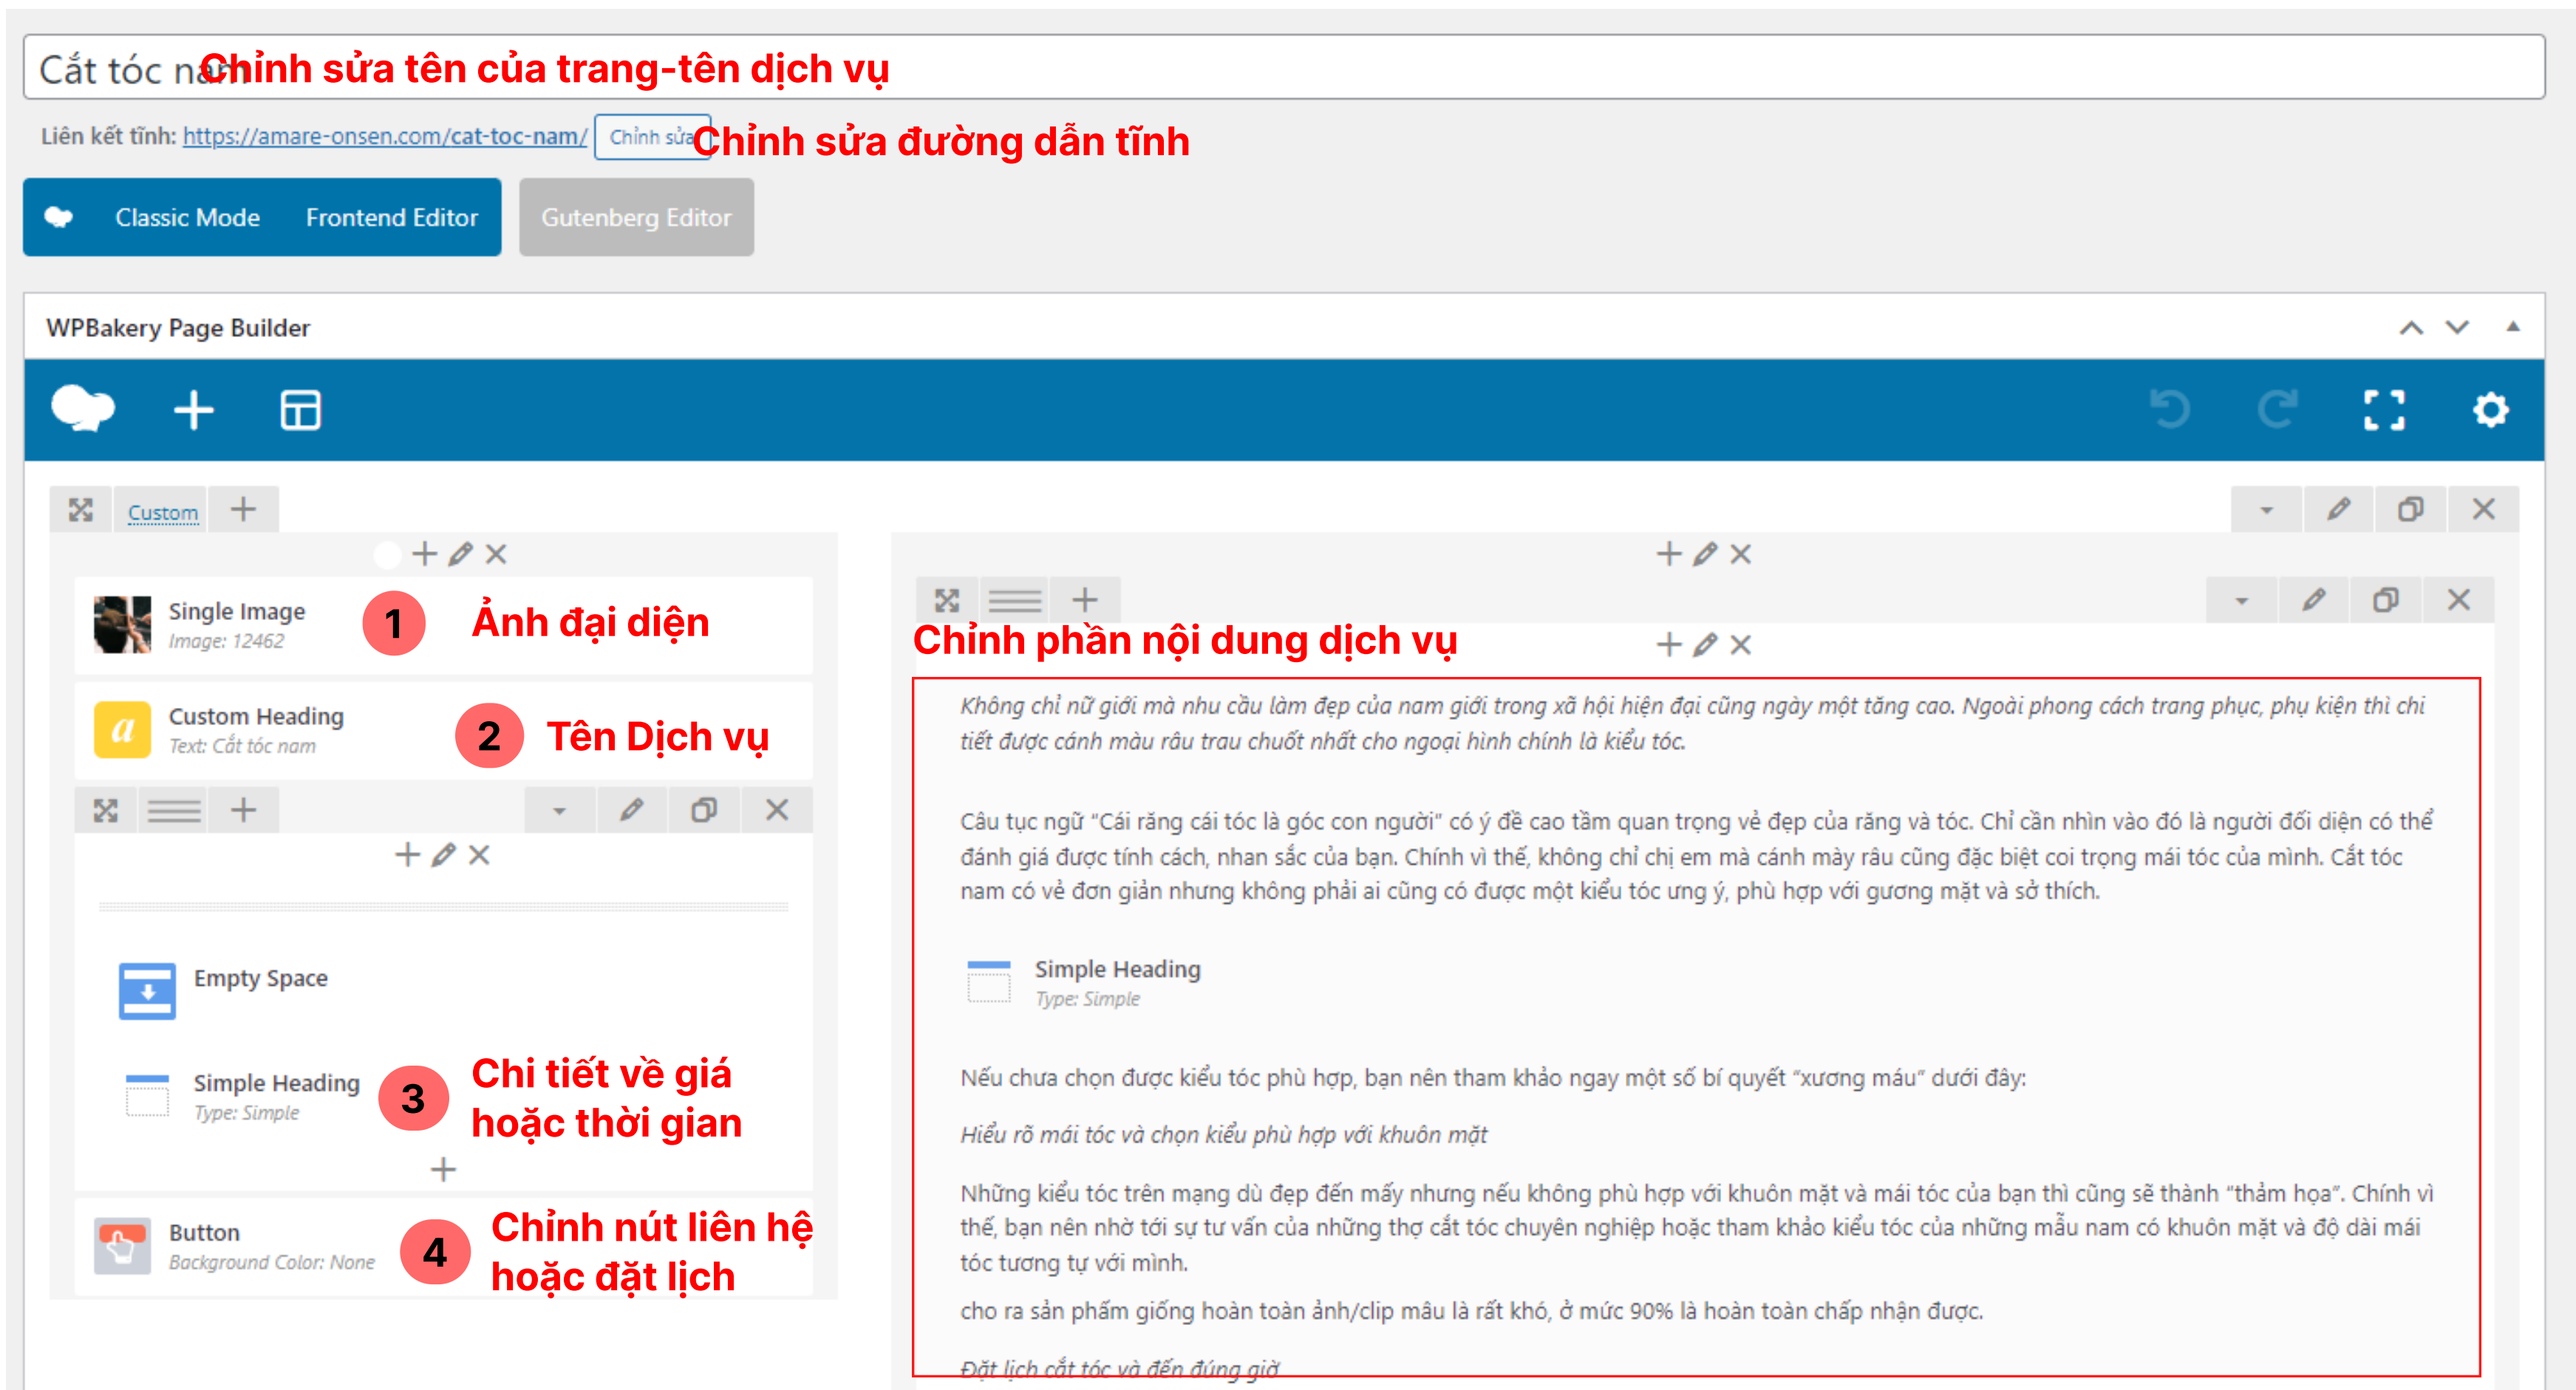 Cắt tóc nam
Chỉnh sửa tên của trang-tên dịch vụ
Liên kết tĩnh: https://amare-onsen.com/cat-toc-nam/ Chỉnh sửa
Chỉnh sửa đường dẫn tĩnh
Classic Mode Frontend Editor Gutenberg Editor
WPBakery Page Builder
Custom
Single Image
Image: 12462
1 Ảnh đại diện
Custom Heading
Text: Cắt tóc nam
2 Tên Dịch vụ
Empty Space
Simple Heading
Type: Simple
3 Chi tiết về giá
hoặc thời gian
Button
Background Color: None
4 Chỉnh nút liên hệ
hoặc đặt lịch
Chỉnh phần nội dung dịch vụ
Không chỉ nữ giới mà nhu cầu làm đẹp của nam giới trong xã hội hiện đại cũng ngày một tăng cao. Ngoài phong cách trang phục, phụ kiện thì chi
tiết được cánh màu râu trau chuốt nhất cho ngoại hình chính là kiểu tóc.
Câu tục ngữ “Cái răng cái tóc là góc con người” có ý đề cao tầm quan trọng vẻ đẹp của răng và tóc. Chỉ cần nhìn vào đó là người đối diện có thể
đánh giá được tính cách, nhan sắc của bạn. Chính vì thế, không chỉ chị em mà cánh mày râu cũng đặc biệt coi trọng mái tóc của mình. Cắt tóc
nam có vẻ đơn giản nhưng không phải ai cũng có được một kiểu tóc ưng ý, phù hợp với gương mặt và sở thích.
Simple Heading
Type: Simple
Nếu chưa chọn được kiểu tóc phù hợp, bạn nên tham khảo ngay một số bí quyết “xương máu” dưới đây:
Hiểu rõ mái tóc và chọn kiểu phù hợp với khuôn mặt
Những kiểu tóc trên mạng dù đẹp đến mấy nhưng nếu không phù hợp với khuôn mặt và mái tóc của bạn thì cũng sẽ thành “thảm họa”. Chính vì
thế, bạn nên nhờ tới sự tư vấn của những thợ cắt tóc chuyên nghiệp hoặc tham khảo kiểu tóc của những mẫu nam có khuôn mặt và độ dài mái
tóc tương tự với mình.
cho ra sản phẩm giống hoàn toàn ảnh/clip mâu là rất khó, ở mức 90% là hoàn toàn chấp nhận được.
Đặt lịch cắt tóc và đến đúng giờ